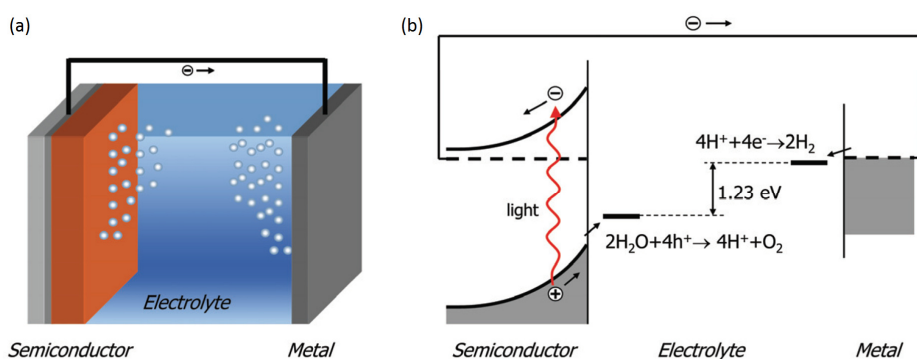 (a)
⊖→
Electrolyte
Semiconductor
Metal
(b)
⊖→
⊖
4H⁺+4e⁻→2H₂
1.23 eV
light
2H₂O+4h⁺→ 4H⁺+O₂
⊕
Semiconductor
Electrolyte
Metal